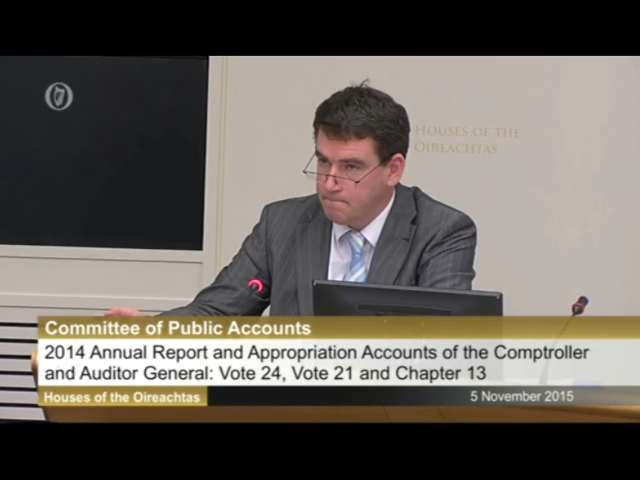 HOUSES OF THE
OIREACHTAS
Committee of Public Accounts
2014 Annual Report and Appropriation Accounts of the Comptroller
and Auditor General: Vote 24, Vote 21 and Chapter 13
Houses of the Oireachtas
5 November 2015